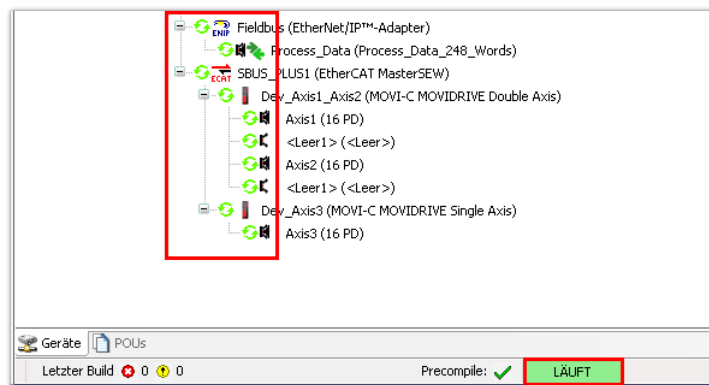 ENIP Fieldbus (EtherNet/IP™-Adapter)
Process_Data (Process_Data_248_Words)
ECAT SBUS_PLUS1 (EtherCAT MasterSEW)
Dev_Axis1_Axis2 (MOVI-C MOVIDRIVE Double Axis)
Axis1 (16 PD)
<Leer1> (<Leer>)
Axis2 (16 PD)
<Leer1> (<Leer>)
Dev_Axis3 (MOVI-C MOVIDRIVE Single Axis)
Axis3 (16 PD)
Geräte POUs
Letzter Build 0 0 Precompile: LÄUFT